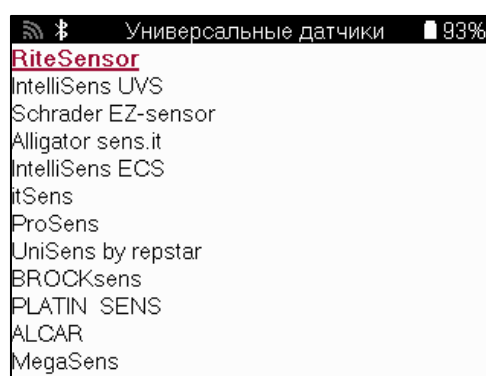 Универсальные датчики 93%
RiteSensor
IntelliSens UVS
Schrader EZ-sensor
Alligator sens.it
IntelliSens ECS
itSens
ProSens
UniSens by repstar
BROCKsens
PLATIN SENS
ALCAR
MegaSens